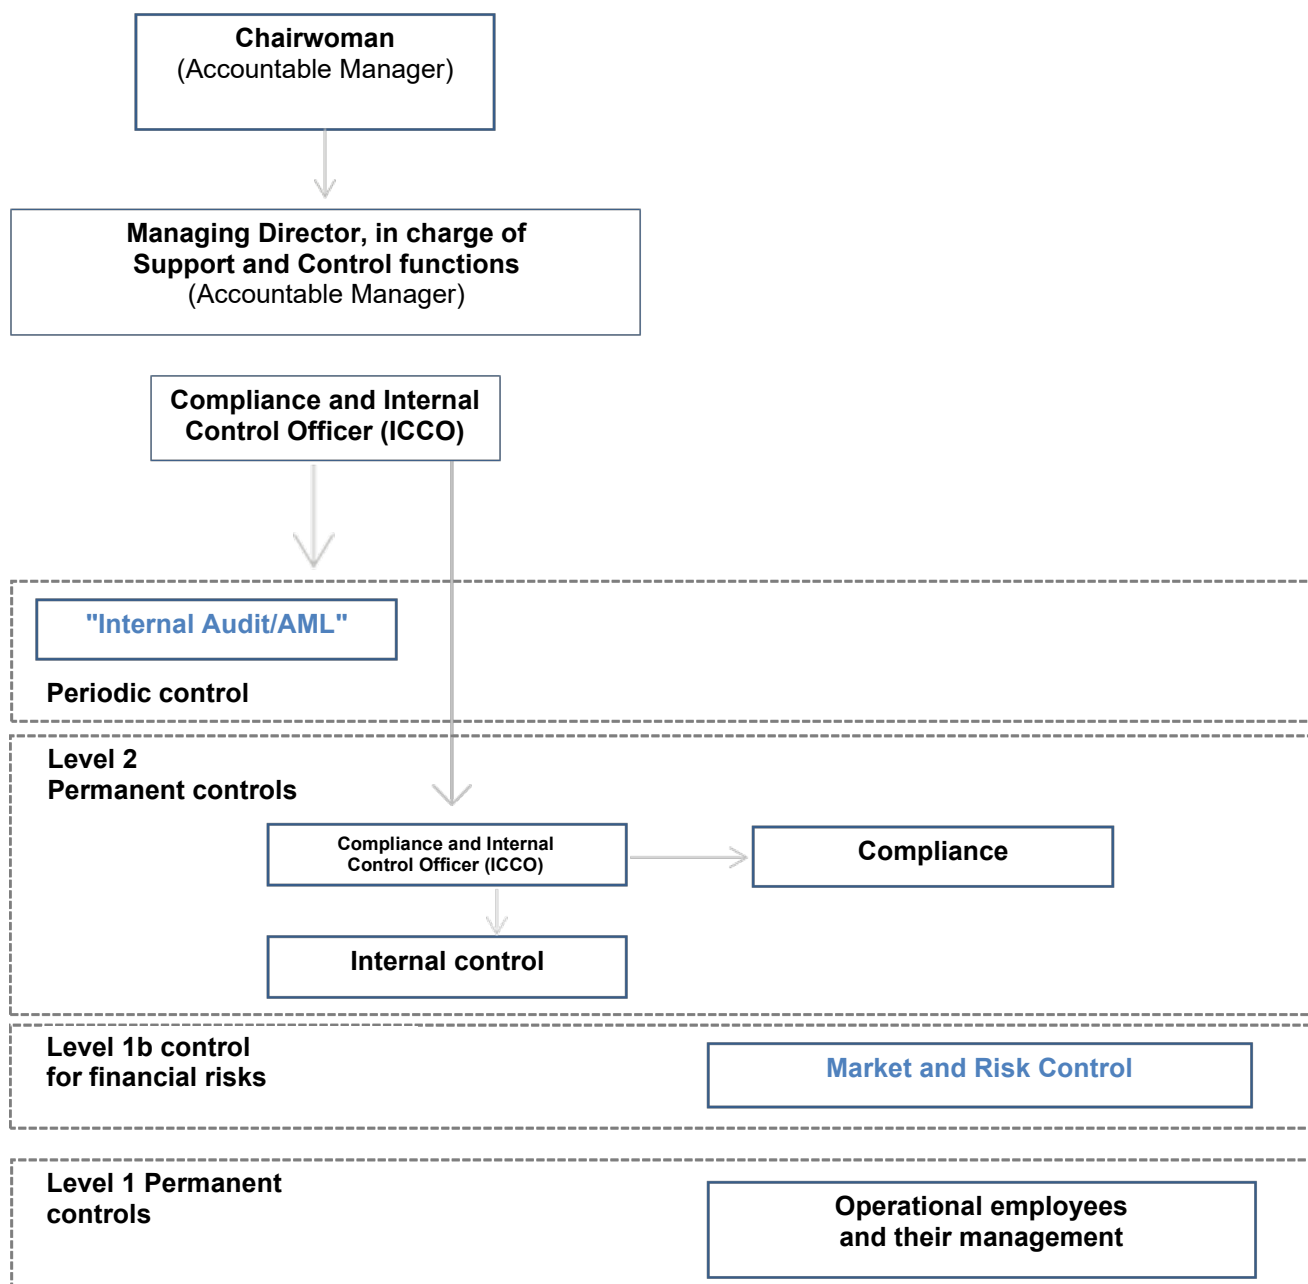 Chairwoman
(Accountable Manager)
Managing Director, in charge of
Support and Control functions
(Accountable Manager)
Compliance and Internal
Control Officer (ICCO)
"Internal Audit/AML"
Periodic control
Level 2
Permanent controls
Compliance and Internal
Control Officer (ICCO)
Compliance
Internal control
Level 1b control
for financial risks
Market and Risk Control
Level 1 Permanent
controls
Operational employees
and their management